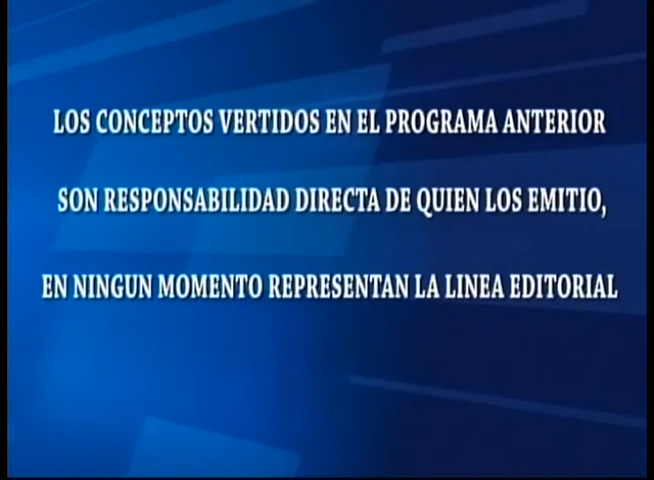 LOS CONCEPTOS VERTIDOS EN EL PROGRAMA ANTERIOR
SON RESPONSABILIDAD DIRECTA DE QUIEN LOS EMITIO,
EN NINGUN MOMENTO REPRESENTAN LA LINEA EDITORIAL